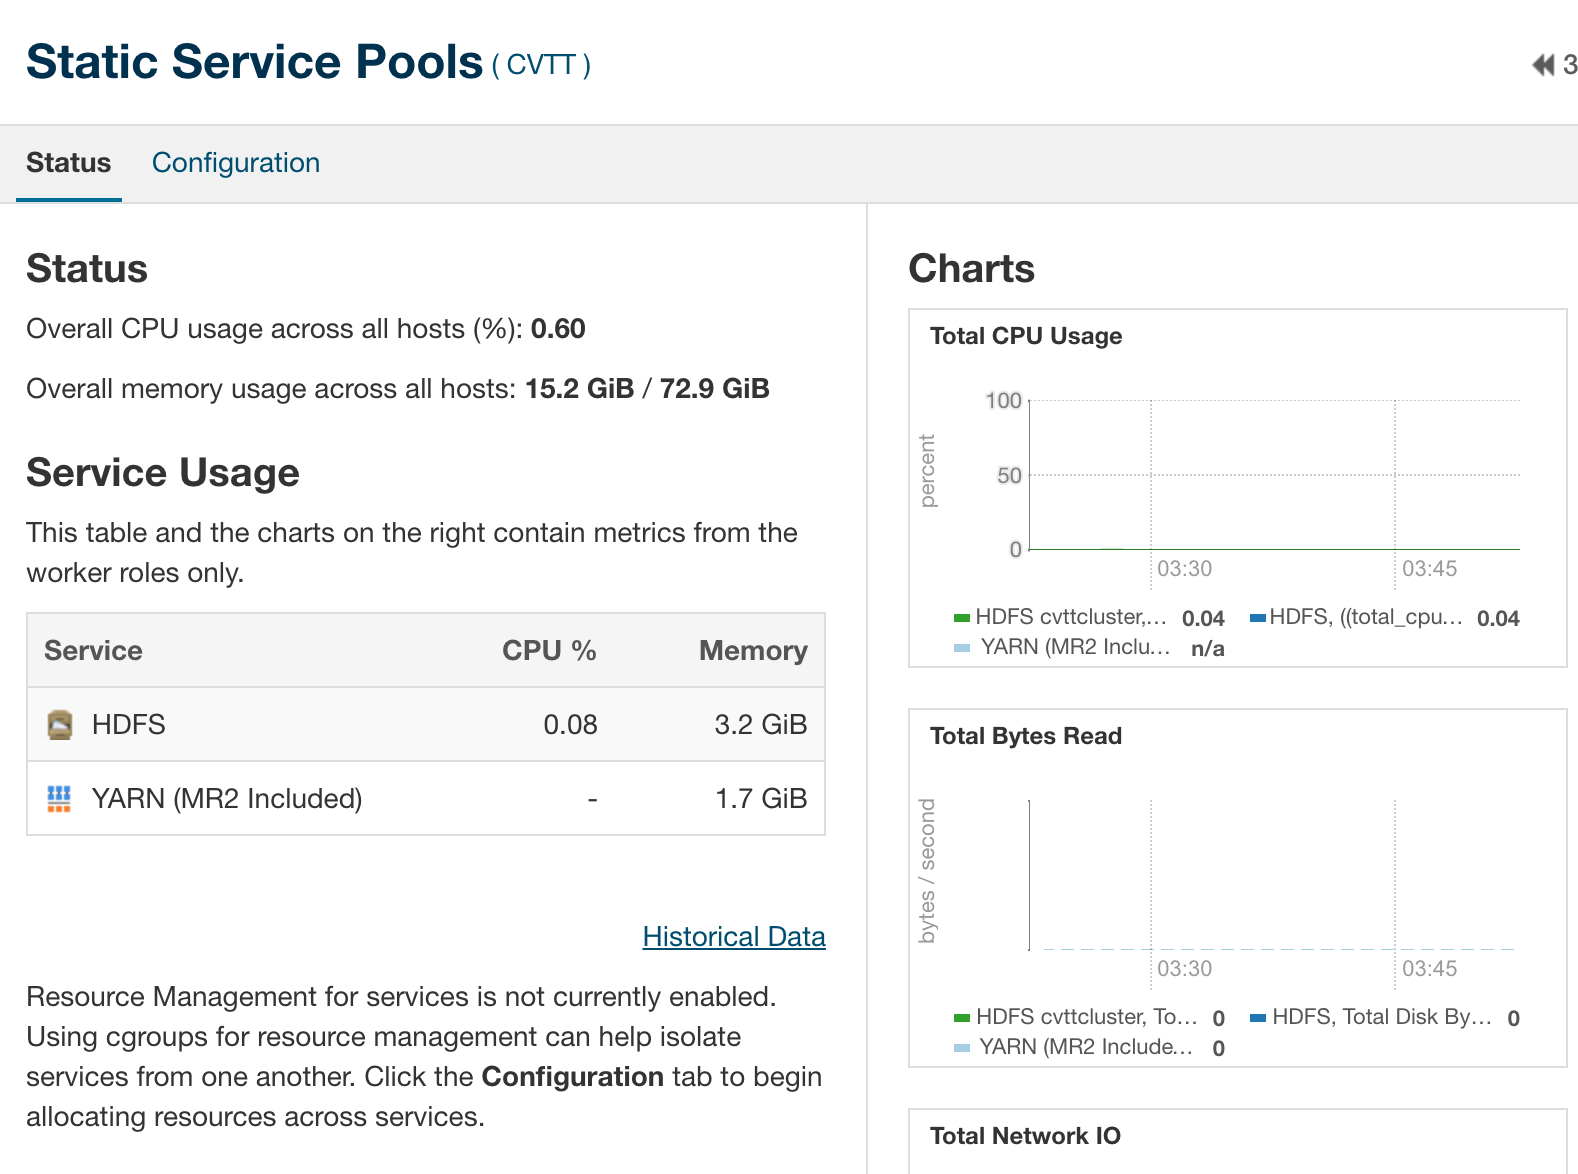 Static Service Pools ( CVTT )
3
Status Configuration
Status
Overall CPU usage across all hosts (%): 0.60
Overall memory usage across all hosts: 15.2 GiB / 72.9 GiB
Service Usage
This table and the charts on the right contain metrics from the
worker roles only.
Service CPU % Memory
HDFS 0.08 3.2 GiB
YARN (MR2 Included) - 1.7 GiB
Historical Data
Resource Management for services is not currently enabled.
Using cgroups for resource management can help isolate
services from one another. Click the Configuration tab to begin
allocating resources across services.
Charts
Total CPU Usage
percent
100
50
0
03:30 03:45
HDFS cvttcluster,... 0.04 HDFS, ((total_cpu... 0.04
YARN (MR2 Inclu... n/a
Total Bytes Read
bytes / second
03:30 03:45
HDFS cvttcluster, To... 0 HDFS, Total Disk By... 0
YARN (MR2 Include... 0
Total Network IO